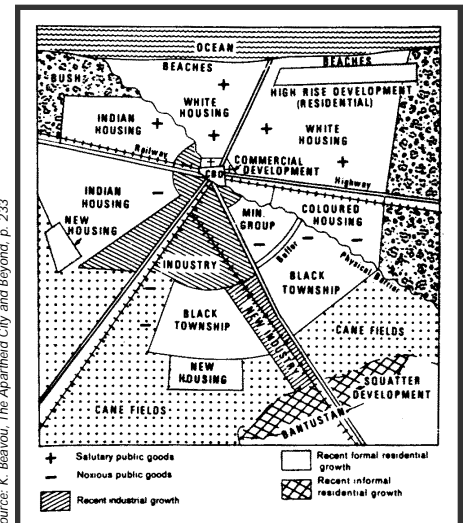 OCEAN
BEACHES
BEACHES
BUSH
HIGH RISE DEVELOPMENT
(RESIDENTIAL)
WHITE
HOUSING
INDIAN
HOUSING
WHITE
HOUSING
Railway
COMMERCIAL
DEVELOPMENT
CBD
Highway
INDIAN
HOUSING
MIN.
GROUP
COLOURED
HOUSING
NEW
HOUSING
Buffer
Physical Barrier
INDUSTRY
BLACK
TOWNSHIP
BLACK
TOWNSHIP
NEW INDUSTRY
CANE FIELDS
NEW
HOUSING
SQUATTER
DEVELOPMENT
CANE FIELDS
BANTUSTAN
+ Salutary public goods
− Noxious public goods
Recent industrial growth
Recent formal residential
growth
Recent informal
residential growth
ource: K. Beavou, The Apartheid City and Beyond, p. 233